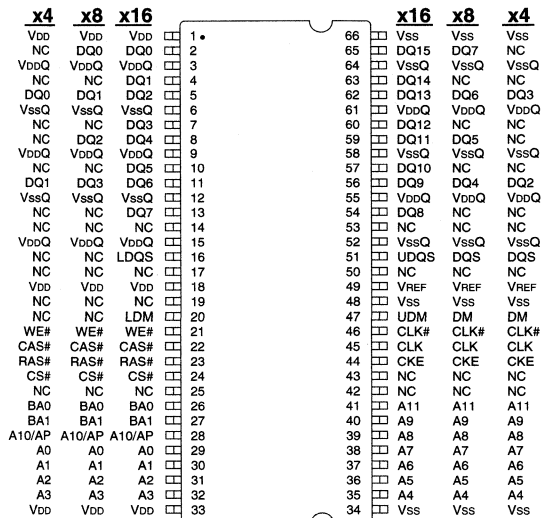 x4 x8 x16 x16 x8 x4
VDD VDD VDD 1 66 Vss Vss Vss
NC DQ0 DQ0 2 65 DQ15 DQ7 NC
VDDQ VDDQ VDDQ 3 64 VssQ VssQ VssQ
NC NC DQ1 4 63 DQ14 NC NC
DQ0 DQ1 DQ2 5 62 DQ13 DQ6 DQ3
VssQ VssQ VssQ 6 61 VDDQ VDDQ VDDQ
NC NC DQ3 7 60 DQ12 NC NC
NC DQ2 DQ4 8 59 DQ11 DQ5 NC
VDDQ VDDQ VDDQ 9 58 VssQ VssQ VssQ
NC NC DQ5 10 57 DQ10 NC NC
DQ1 DQ3 DQ6 11 56 DQ9 DQ4 DQ2
VssQ VssQ VssQ 12 55 VDDQ VDDQ VDDQ
NC NC DQ7 13 54 DQ8 NC NC
NC NC NC 14 53 NC NC NC
VDDQ VDDQ VDDQ 15 52 VssQ VssQ VssQ
NC NC LDQS 16 51 UDQS DQS DQS
NC NC NC 17 50 NC NC NC
VDD VDD VDD 18 49 VREF VREF VREF
NC NC NC 19 48 Vss Vss Vss
NC NC LDM 20 47 UDM DM DM
WE# WE# WE# 21 46 CLK# CLK# CLK#
CAS# CAS# CAS# 22 45 CLK CLK CLK
RAS# RAS# RAS# 23 44 CKE CKE CKE
CS# CS# CS# 24 43 NC NC NC
NC NC NC 25 42 NC NC NC
BA0 BA0 BA0 26 41 A11 A11 A11
BA1 BA1 BA1 27 40 A9 A9 A9
A10/AP A10/AP A10/AP 28 39 A8 A8 A8
A0 A0 A0 29 38 A7 A7 A7
A1 A1 A1 30 37 A6 A6 A6
A2 A2 A2 31 36 A5 A5 A5
A3 A3 A3 32 35 A4 A4 A4
VDD VDD VDD 33 34 Vss Vss Vss